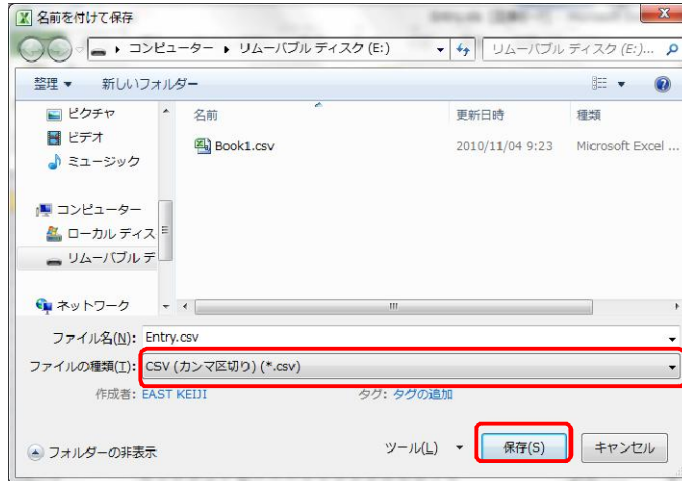 名前を付けて保存
コンピューター ▸ リムーバブル ディスク (E:)
リムーバブル ディスク (E:)...
整理 ▼ 新しいフォルダー
名前 更新日時 種類
ピクチャ
ビデオ
Book1.csv 2010/11/04 9:23 Microsoft Excel ...
ミュージック
コンピューター
ローカル ディス
リムーバブル デ
ネットワーク
ファイル名(N): Entry.csv
ファイルの種類(T): CSV (カンマ区切り) (*.csv)
作成者: EAST KEIJI タグ: タグの追加
フォルダーの非表示 ツール(L) ▼ 保存(S) キャンセル